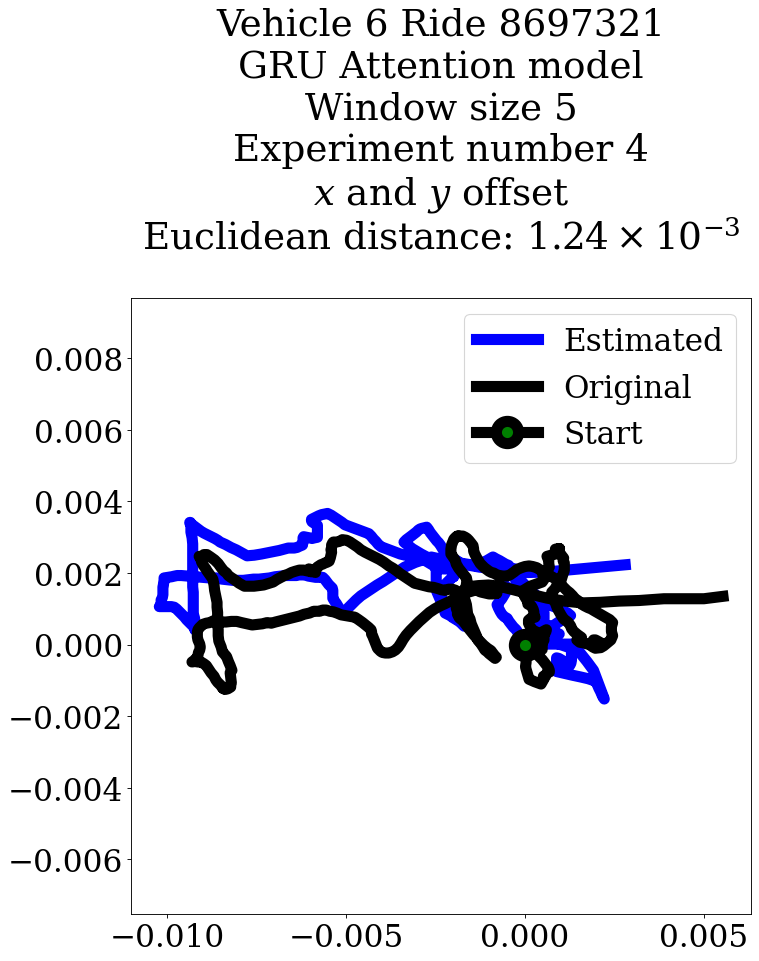 Vehicle 6 Ride 8697321
GRU Attention model
Window size 5
Experiment number 4
x and y offset
Euclidean distance: 1.24 × 10⁻³
Estimated
Original
Start
0.008
0.006
0.004
0.002
0.000
−0.002
−0.004
−0.006
−0.010 −0.005 0.000 0.005